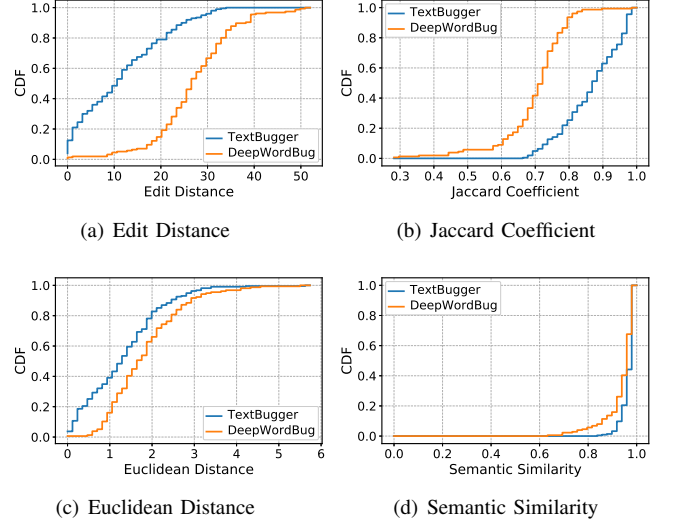 1.0
0.8
0.6
0.4
0.2
0.0
CDF
0 10 20 30 40 50
Edit Distance
TextBugger
DeepWordBug
(a) Edit Distance
1.0
0.8
0.6
0.4
0.2
0.0
CDF
0.3 0.4 0.5 0.6 0.7 0.8 0.9 1.0
Jaccard Coefficient
TextBugger
DeepWordBug
(b) Jaccard Coefficient
1.0
0.8
0.6
0.4
0.2
0.0
CDF
0 1 2 3 4 5 6
Euclidean Distance
TextBugger
DeepWordBug
(c) Euclidean Distance
1.0
0.8
0.6
0.4
0.2
0.0
CDF
0.0 0.2 0.4 0.6 0.8 1.0
Semantic Similarity
TextBugger
DeepWordBug
(d) Semantic Similarity